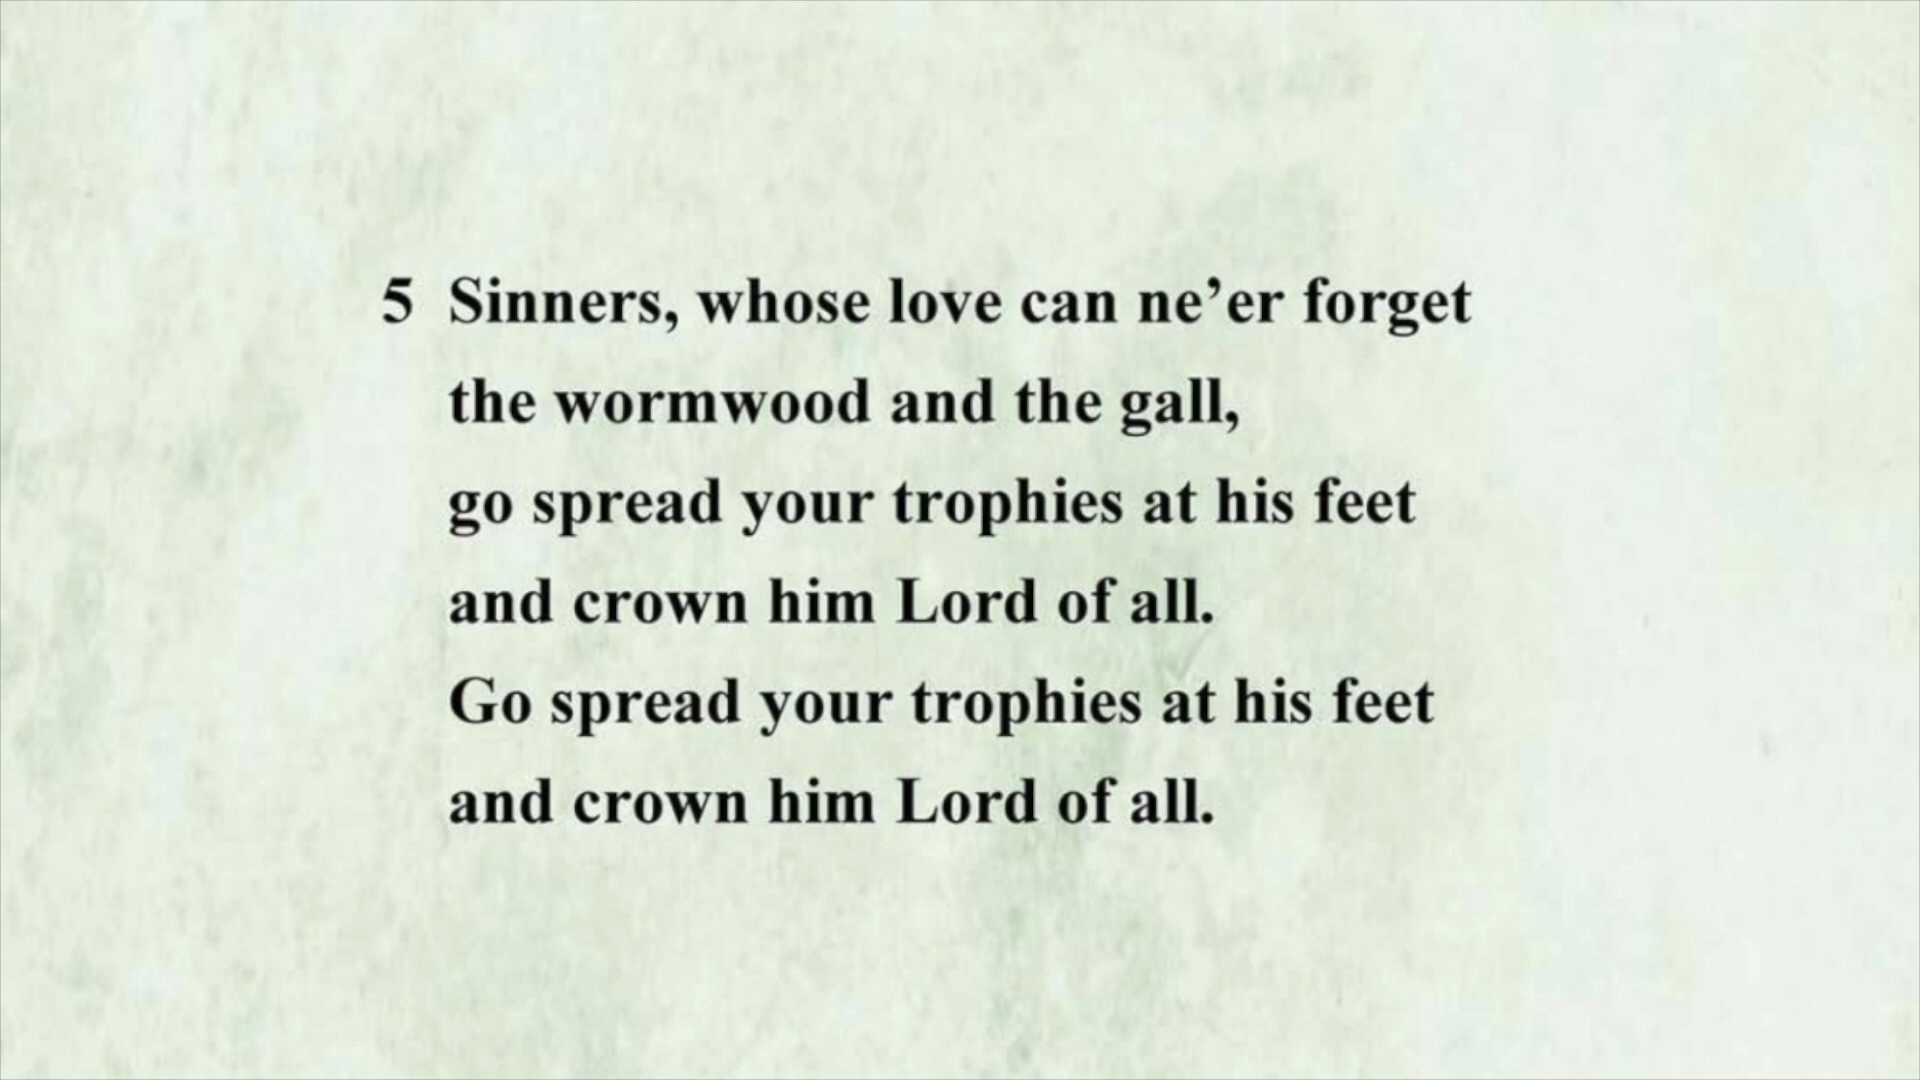 5 Sinners, whose love can ne’er forget
the wormwood and the gall,
go spread your trophies at his feet
and crown him Lord of all.
Go spread your trophies at his feet
and crown him Lord of all.